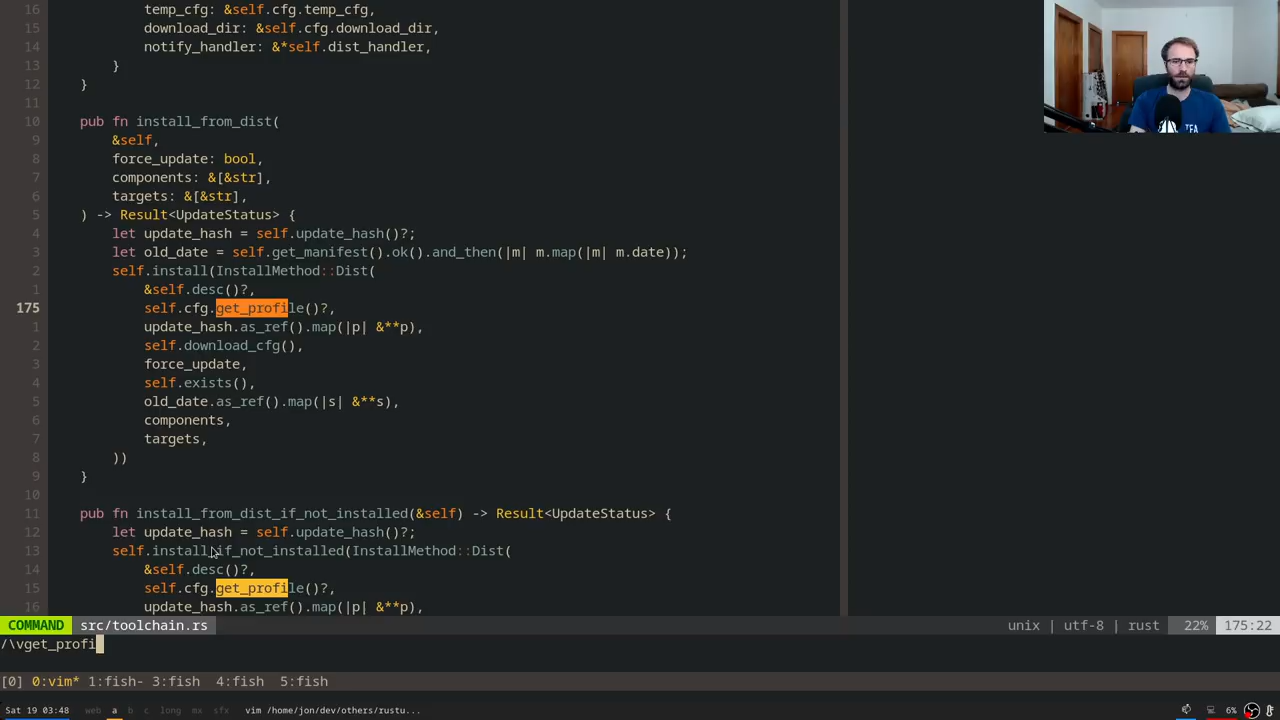 16 temp_cfg: &self.cfg.temp_cfg,
15 download_dir: &self.cfg.download_dir,
14 notify_handler: &*self.dist_handler,
13 }
12 }
11
10 pub fn install_from_dist(
9 &self,
8 force_update: bool,
7 components: &[&str],
6 targets: &[&str],
5 ) -> Result<UpdateStatus> {
4 let update_hash = self.update_hash()?;
3 let old_date = self.get_manifest().ok().and_then(|m| m.map(|m| m.date));
2 self.install(InstallMethod::Dist(
1 &self.desc()?,
175 self.cfg.get_profile()?,
1 update_hash.as_ref().map(|p| &**p),
2 self.download_cfg(),
3 force_update,
4 self.exists(),
5 old_date.as_ref().map(|s| &**s),
6 components,
7 targets,
8 ))
9 }
10
11 pub fn install_from_dist_if_not_installed(&self) -> Result<UpdateStatus> {
12 let update_hash = self.update_hash()?;
13 self.install_if_not_installed(InstallMethod::Dist(
14 &self.desc()?,
15 self.cfg.get_profile()?,
16 update_hash.as_ref().map(|p| &**p),
COMMAND src/toolchain.rs unix | utf-8 | rust 22% 175:22
/\vget_profi
[0] 0:vim* 1:fish- 3:fish 4:fish 5:fish
Sat 19 03:48 web a b c long mx sfx vim /home/jon/dev/others/rustu... 6%